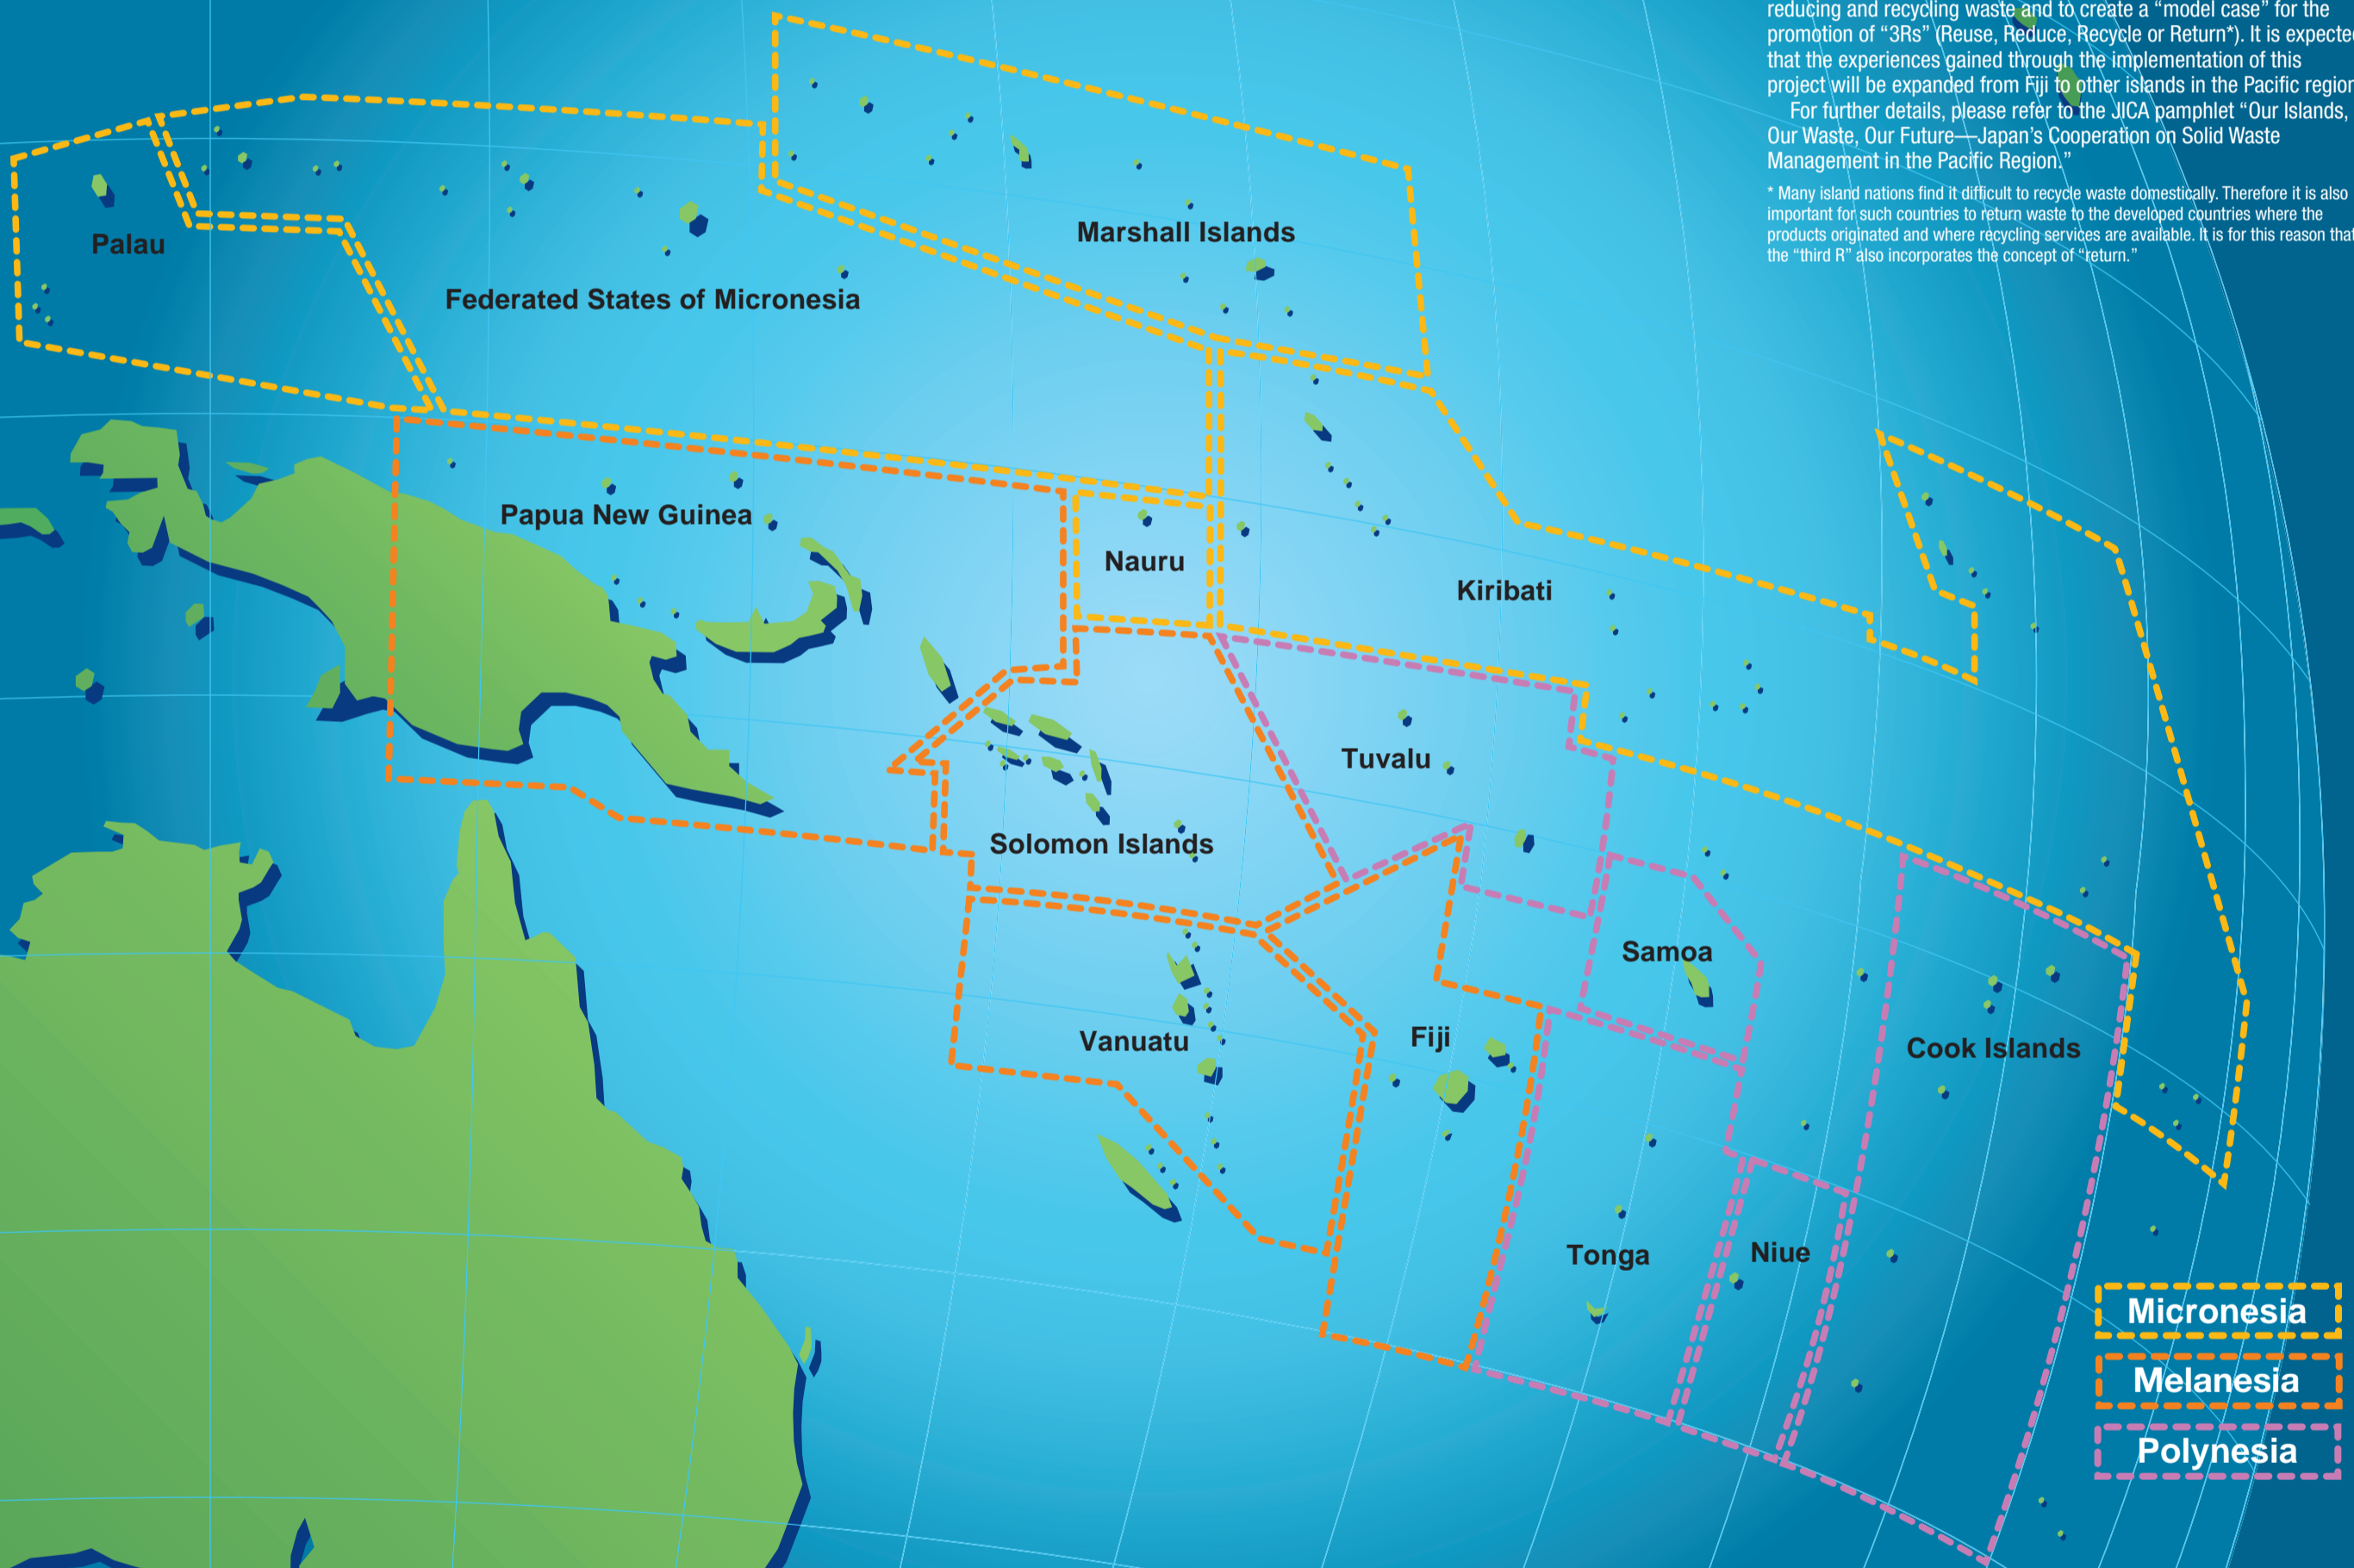 reducing and recycling waste and to create a “model case” for the
promotion of “3Rs” (Reuse, Reduce, Recycle or Return*). It is expecte
that the experiences gained through the implementation of this
project will be expanded from Fiji to other islands in the Pacific region
For further details, please refer to the JICA pamphlet “Our Islands,
Our Waste, Our Future—Japan’s Cooperation on Solid Waste
Management in the Pacific Region.”
* Many island nations find it difficult to recycle waste domestically. Therefore it is also
important for such countries to return waste to the developed countries where the
products originated and where recycling services are available. It is for this reason that
the “third R” also incorporates the concept of “return.”
Marshall Islands
Palau
Federated States of Micronesia
Papua New Guinea
Nauru
Kiribati
Tuvalu
Solomon Islands
Samoa
Vanuatu
Fiji
Cook Islands
Tonga
Niue
Micronesia
Melanesia
Polynesia